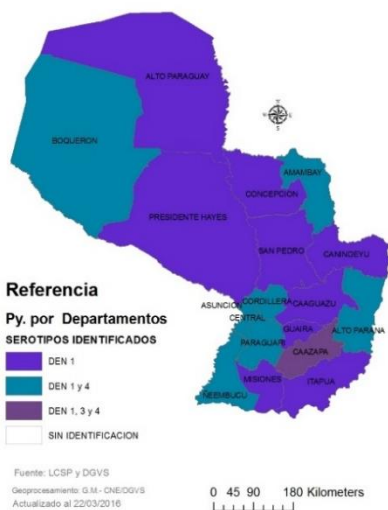 ALTO PARAGUAY
BOQUERON
AMAMBAY
CONCEPCION
PRESIDENTE HAYES
SAN PEDRO
CANINDEYU
ASUNCION
CORDILLERA
CAAGUAZU
CENTRAL
GUAIRA
ALTO PARANA
PARAGUARI
CAAZAPA
MISIONES
ITAPUA
ÑEEMBUCU
Referencia
Py. por Departamentos
SEROTIPOS IDENTIFICADOS
DEN 1
DEN 1 y 4
DEN 1, 3 y 4
SIN IDENTIFICACION
Fuente: LCSP y DGVS
Geoprocesamiento: G.M.- CNE/DGVS
Actualizado al 22/03/2016
0 45 90 180 Kilometers